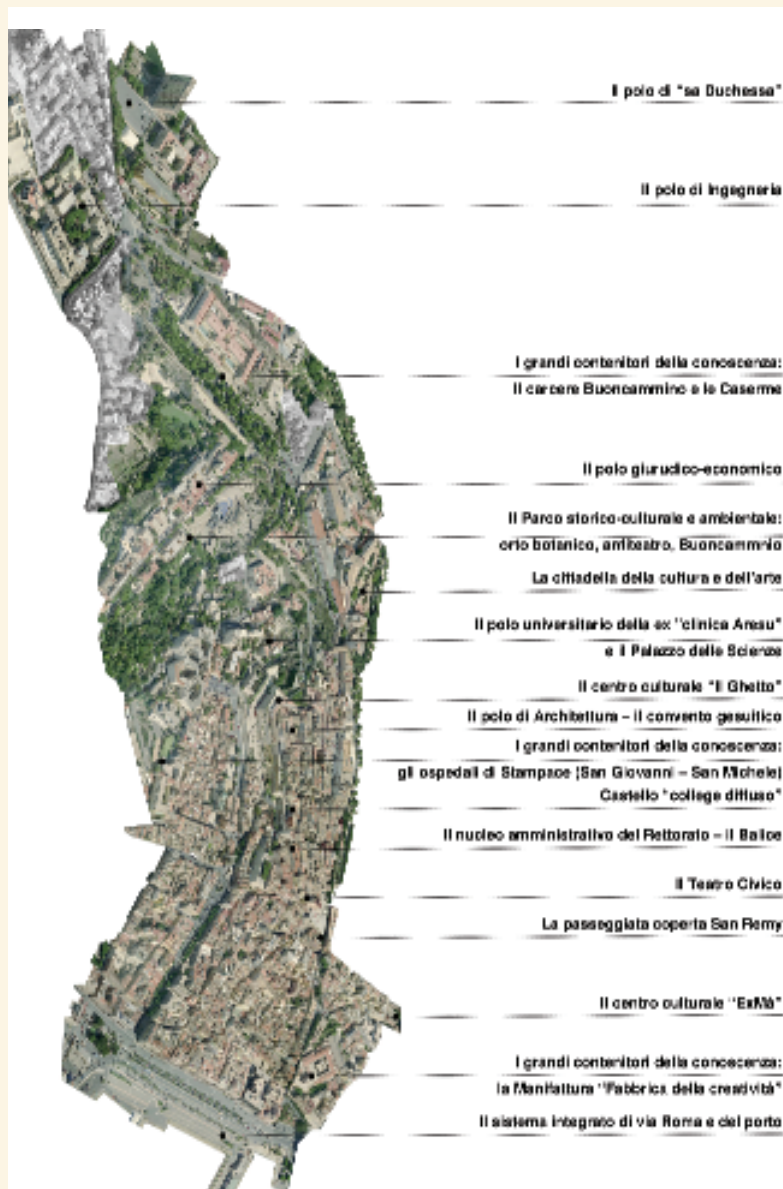 Il polo di "sa Duchessa"
Il polo di Ingegneria
I grandi contenitori della conoscenza:
Il carcere Buoncammino e le Caserme
Il polo giurudico-economico
Il Parco storico-culturale e ambientale:
orto botanico, anfiteatro, Buoncammnio
La cittadella della cultura e dell'arte
Il polo universitario della ex "clinica Aresu"
e il Palazzo delle Scienze
Il centro culturale "Il Ghetto"
Il polo di Architettura – il convento gesuitico
I grandi contenitori della conoscenza:
gli ospedali di Stampace (San Giovanni – San Michele)
Castello "college diffuso"
Il nucleo amministrativo del Rettorato – il Balice
Il Teatro Civico
La passeggiata coperta San Remy
Il centro culturale "ExMà"
I grandi contenitori della conoscenza:
la Manifattura "Fabbrica della creatività"
Il sistema integrato di via Roma e del porto